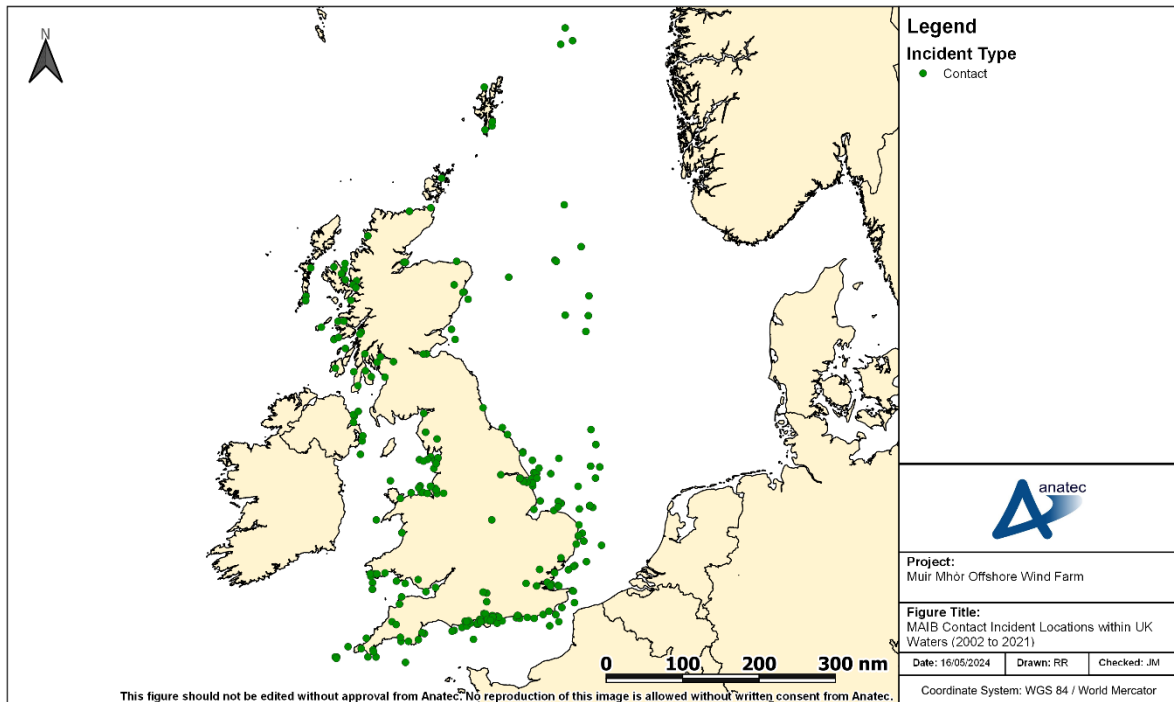 N
Legend
Incident Type
Contact
0 100 200 300 nm
This figure should not be edited without approval from Anatec. No reproduction of this image is allowed without written consent from Anatec.
anatec
Project:
Muir Mhòr Offshore Wind Farm
Figure Title:
MAIB Contact Incident Locations within UK
Waters (2002 to 2021)
Date: 16/05/2024 Drawn: RR Checked: JM
Coordinate System: WGS 84 / World Mercator